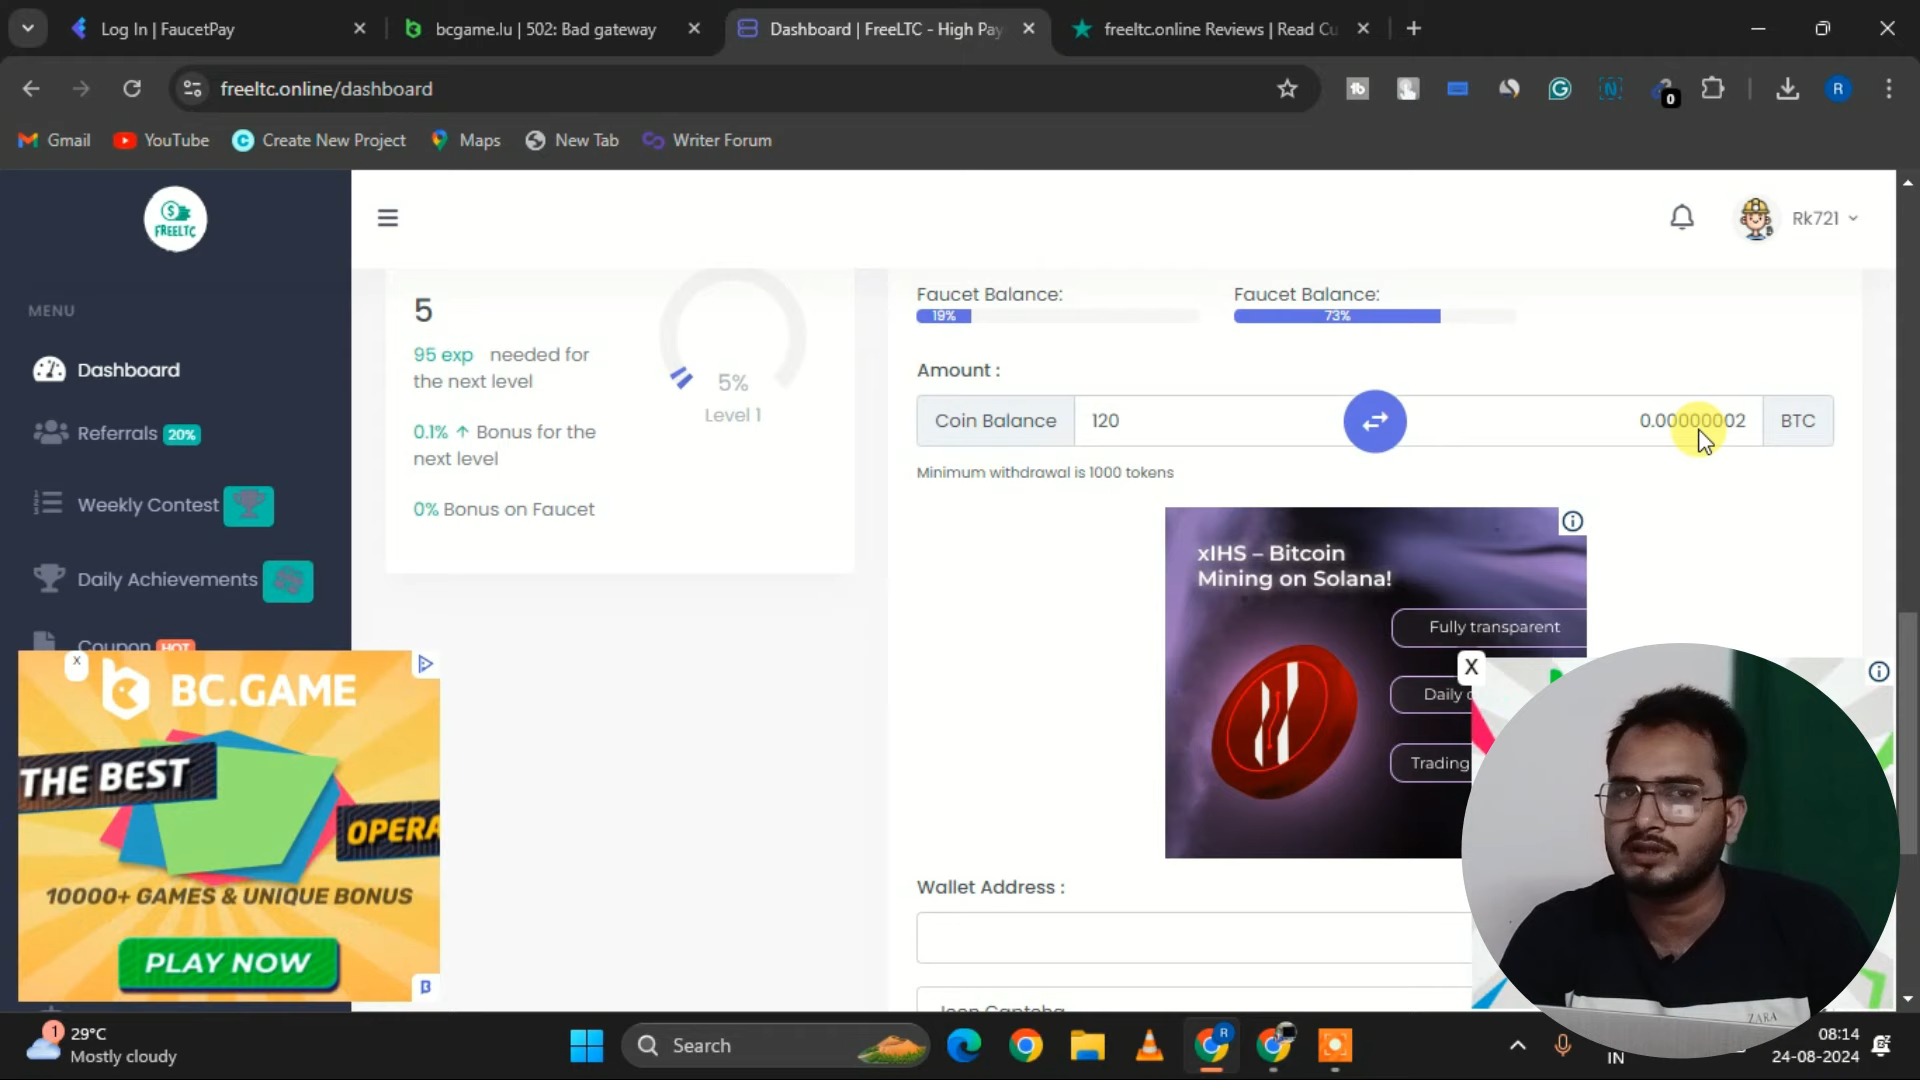 Log In | FaucetPay
bcgame.lu | 502: Bad gateway
Dashboard | FreeLTC - High Pay
freeltc.online Reviews | Read Cu
freeltc.online/dashboard
0
R
Gmail
YouTube
Create New Project
Maps
New Tab
Writer Forum
FREELTC
Rk721
MENU
Dashboard
Referrals 20%
Weekly Contest
Daily Achievements
Coupon HOT
5
95 exp needed for
the next level
0.1% ↑ Bonus for the
next level
0% Bonus on Faucet
5%
Level 1
Faucet Balance:
19%
Faucet Balance:
73%
Amount :
Coin Balance 120
0.00000002 BTC
Minimum withdrawal is 1000 tokens
xIHS – Bitcoin
Mining on Solana!
Fully transparent
Daily
Trading
X
Wallet Address :
X
BC.GAME
THE BEST
OPERA
10000+ GAMES & UNIQUE BONUS
PLAY NOW
ZARA
1
29°C
Mostly cloudy
Search
R
IN
08:14
24-08-2024